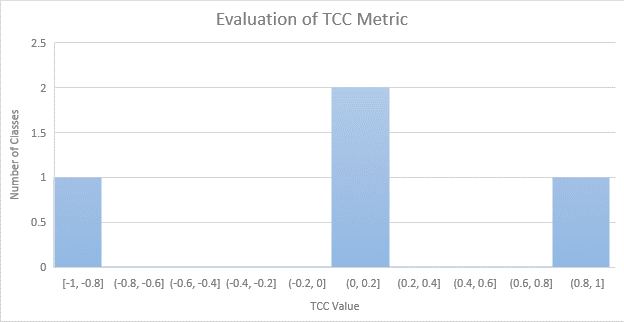 Evaluation of TCC Metric
2.5
2
1.5
1
0.5
0
Number of Classes
[-1, -0.8] (-0.8, -0.6] (-0.6, -0.4] (-0.4, -0.2] (-0.2, 0] (0, 0.2] (0.2, 0.4] (0.4, 0.6] (0.6, 0.8] (0.8, 1]
TCC Value